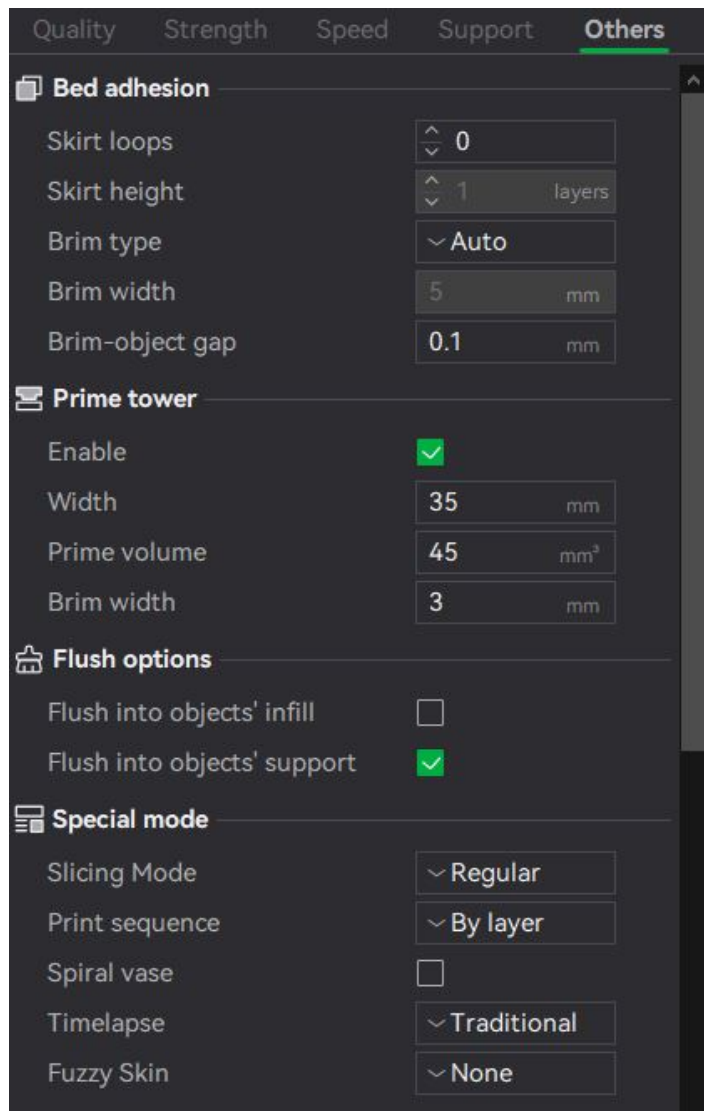 Quality Strength Speed Support Others
Bed adhesion
Skirt loops 0
Skirt height 1 layers
Brim type Auto
Brim width 5 mm
Brim-object gap 0.1 mm
Prime tower
Enable
Width 35 mm
Prime volume 45 mm³
Brim width 3 mm
Flush options
Flush into objects' infill
Flush into objects' support
Special mode
Slicing Mode Regular
Print sequence By layer
Spiral vase
Timelapse Traditional
Fuzzy Skin None